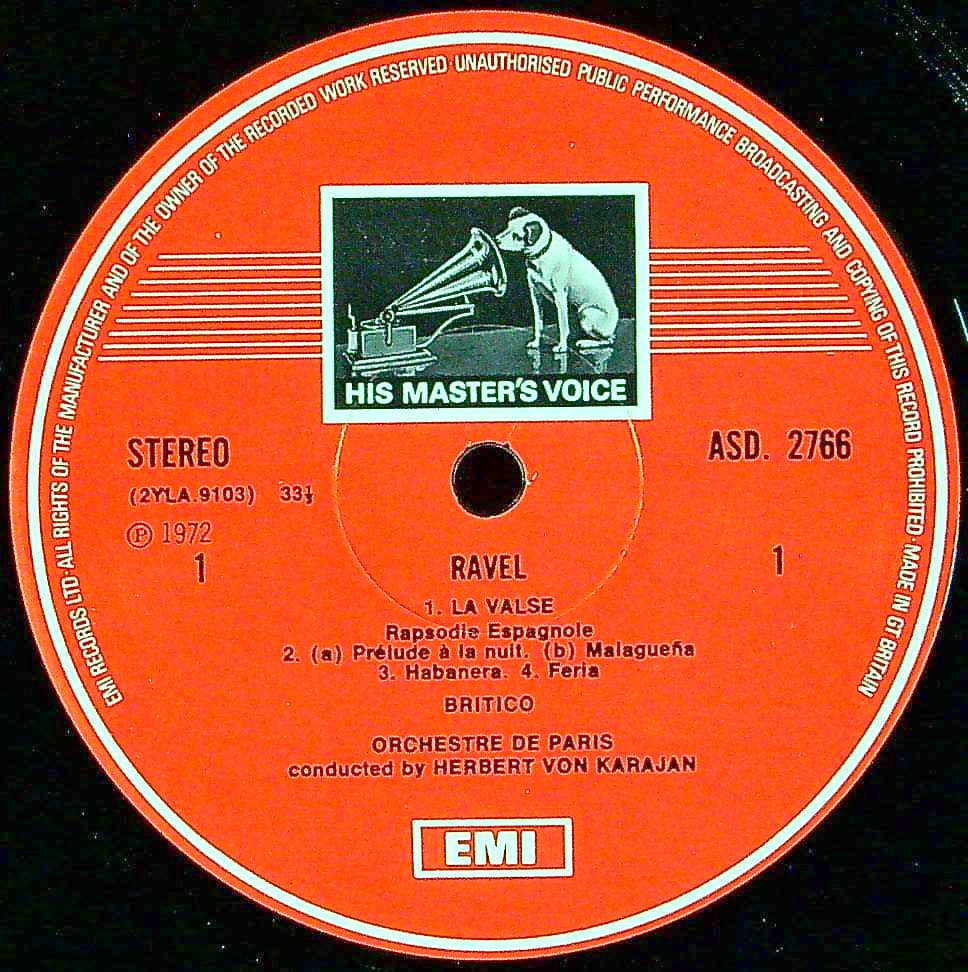 EMI RECORDS LTD · ALL RIGHTS OF THE MANUFACTURER AND OF THE OWNER OF THE RECORDED WORK RESERVED · UNAUTHORISED PUBLIC PERFORMANCE BROADCASTING AND COPYING OF THIS RECORD PROHIBITED · MADE IN GT BRITAIN
HIS MASTER'S VOICE
STEREO
ASD. 2766
(2YLA.9103) 33⅓
℗ 1972
1
1
RAVEL
1. LA VALSE
Rapsodie Espagnole
2. (a) Prélude à la nuit. (b) Malagueña
3. Habanera. 4. Feria
BRITICO
ORCHESTRE DE PARIS
conducted by HERBERT VON KARAJAN
EMI